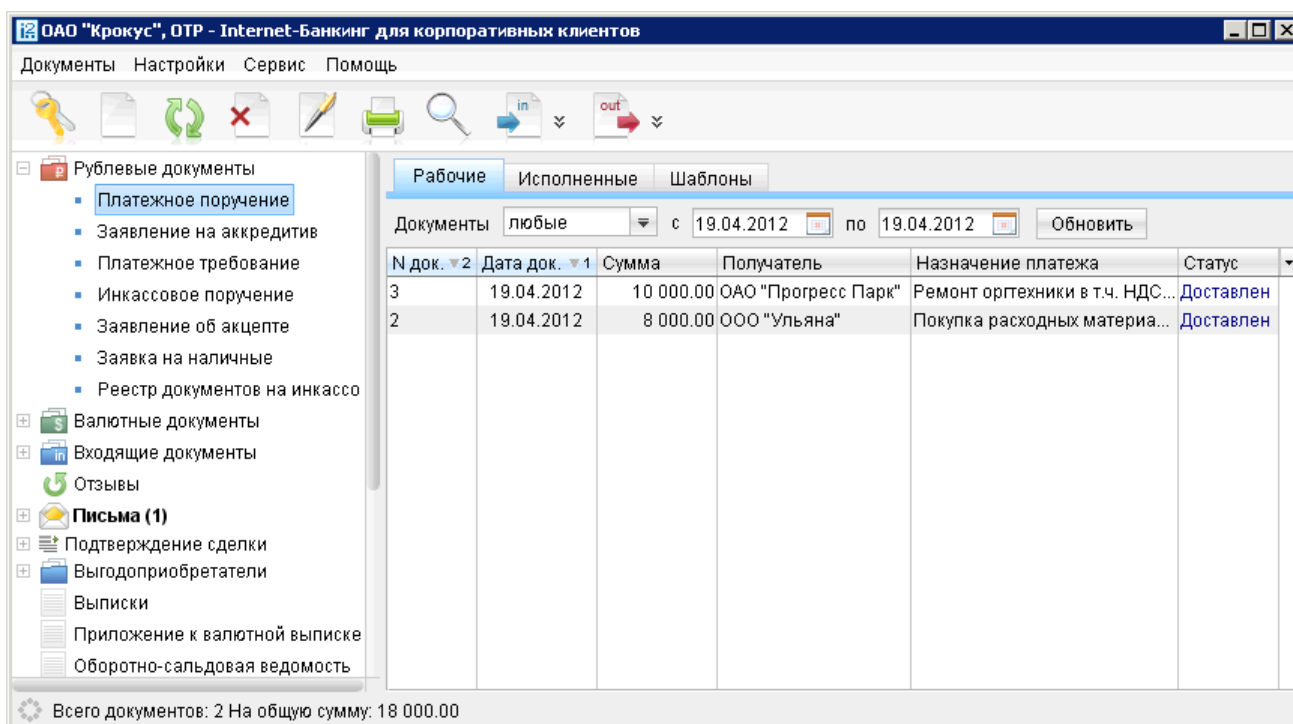 ОАО "Крокус", ОТР - Internet-Банкинг для корпоративных клиентов
Документы Настройки Сервис Помощь
in out
Рублевые документы
Платежное поручение
Заявление на аккредитив
Платежное требование
Инкассовое поручение
Заявление об акцепте
Заявка на наличные
Реестр документов на инкассо
Валютные документы
Входящие документы
Отзывы
Письма (1)
Подтверждение сделки
Выгодоприобретатели
Выписки
Приложение к валютной выписке
Оборотно-сальдовая ведомость
Рабочие Исполненные Шаблоны
Документы любые с 19.04.2012 по 19.04.2012 Обновить
N док. 2 Дата док. 1 Сумма Получатель Назначение платежа Статус
3 19.04.2012 10 000.00 ОАО "Прогресс Парк" Ремонт оргтехники в т.ч. НДС... Доставлен
2 19.04.2012 8 000.00 ООО "Ульяна" Покупка расходных материа... Доставлен
Всего документов: 2 На общую сумму: 18 000.00